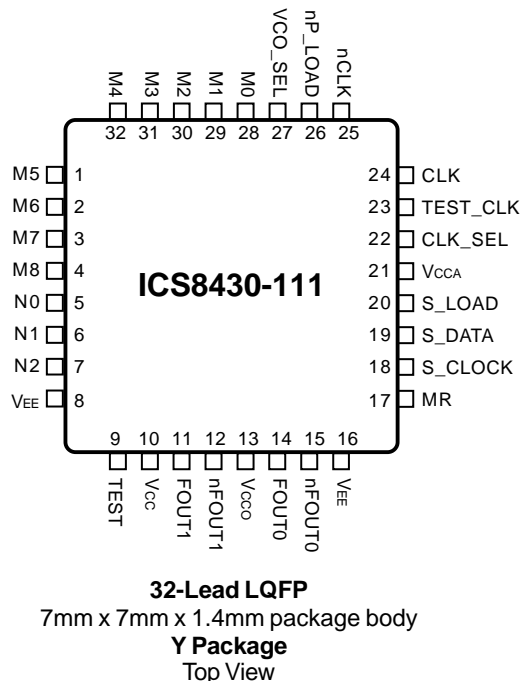 M4 M3 M2 M1 M0 VCO_SEL nP_LOAD nCLK
32 31 30 29 28 27 26 25
M5 1 24 CLK
M6 2 23 TEST_CLK
M7 3 22 CLK_SEL
M8 4 21 VCCA
ICS8430-111
N0 5 20 S_LOAD
N1 6 19 S_DATA
N2 7 18 S_CLOCK
VEE 8 17 MR
9 10 11 12 13 14 15 16
TEST VCC FOUT1 nFOUT1 VCCO FOUT0 nFOUT0 VEE
32-Lead LQFP
7mm x 7mm x 1.4mm package body
Y Package
Top View